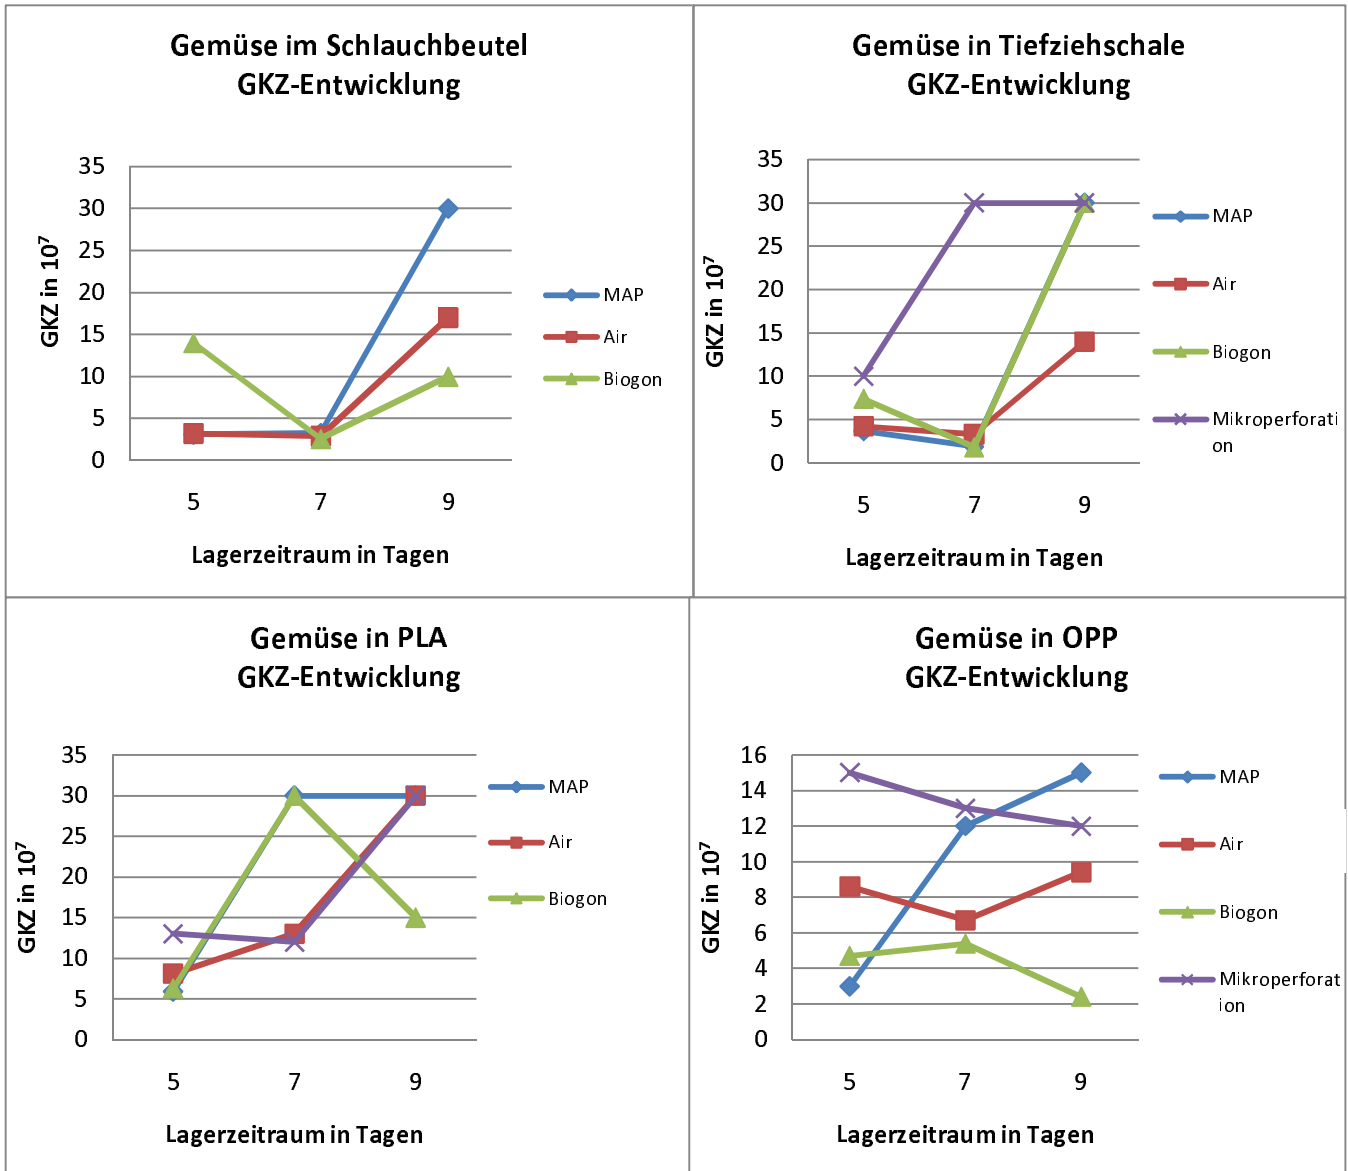 Gemüse im Schlauchbeutel
GKZ-Entwicklung
35
30
25
20
15
10
5
0
GKZ in 10⁷
5 7 9
Lagerzeitraum in Tagen
MAP
Air
Biogon
Gemüse in Tiefziehschale
GKZ-Entwicklung
35
30
25
20
15
10
5
0
GKZ in 10⁷
5 7 9
Lagerzeitraum in Tagen
MAP
Air
Biogon
Mikroperforati
on
Gemüse in PLA
GKZ-Entwicklung
35
30
25
20
15
10
5
0
GKZ in 10⁷
5 7 9
Lagerzeitraum in Tagen
MAP
Air
Biogon
Gemüse in OPP
GKZ-Entwicklung
16
14
12
10
8
6
4
2
0
GKZ in 10⁷
5 7 9
Lagerzeitraum in Tagen
MAP
Air
Biogon
Mikroperforat
ion